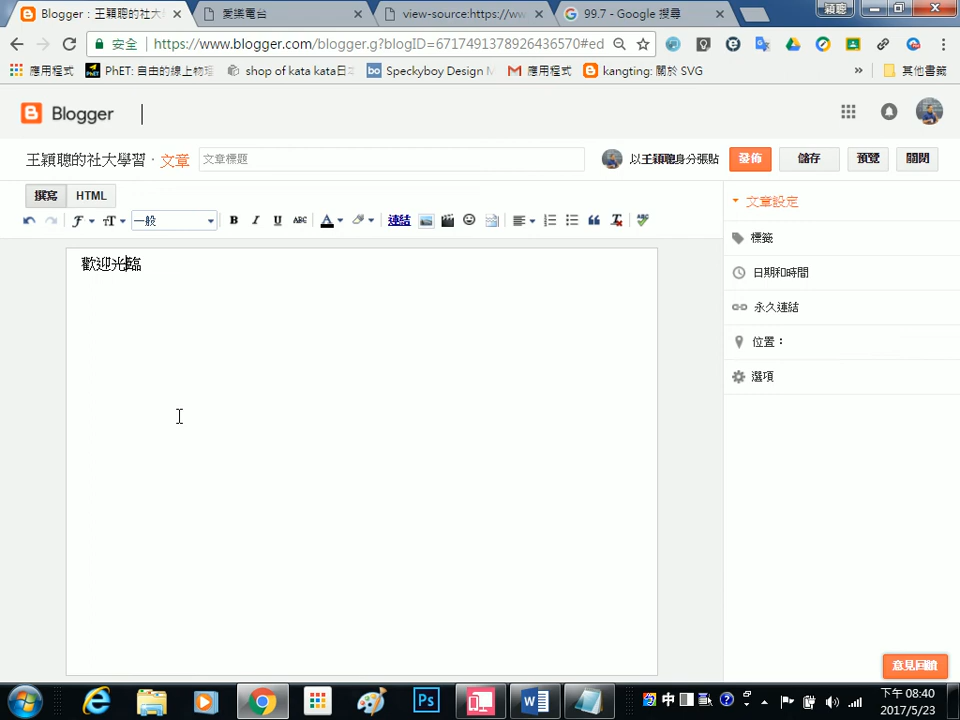 Blogger：王穎聰的社大
愛樂電台
view-source:https://ww
99.7 - Google 搜尋
穎聰
安全
https://www.blogger.com/blogger.g?blogID=6717491378926436570#ed
應用程式
PhET: 自由的線上物理
shop of kata kata日
Speckyboy Design M
應用程式
kangting: 關於 SVG
»
其他書籤
Blogger
王穎聰的社大學習 · 文章
文章標題
以王穎聰身分張貼
發佈
儲存
預覽
關閉
撰寫
HTML
一般
B I U ABC A
連結
文章設定
歡迎光臨
標籤
日期和時間
永久連結
位置：
選項
意見回饋
Ps
中
下午 08:40
2017/5/23